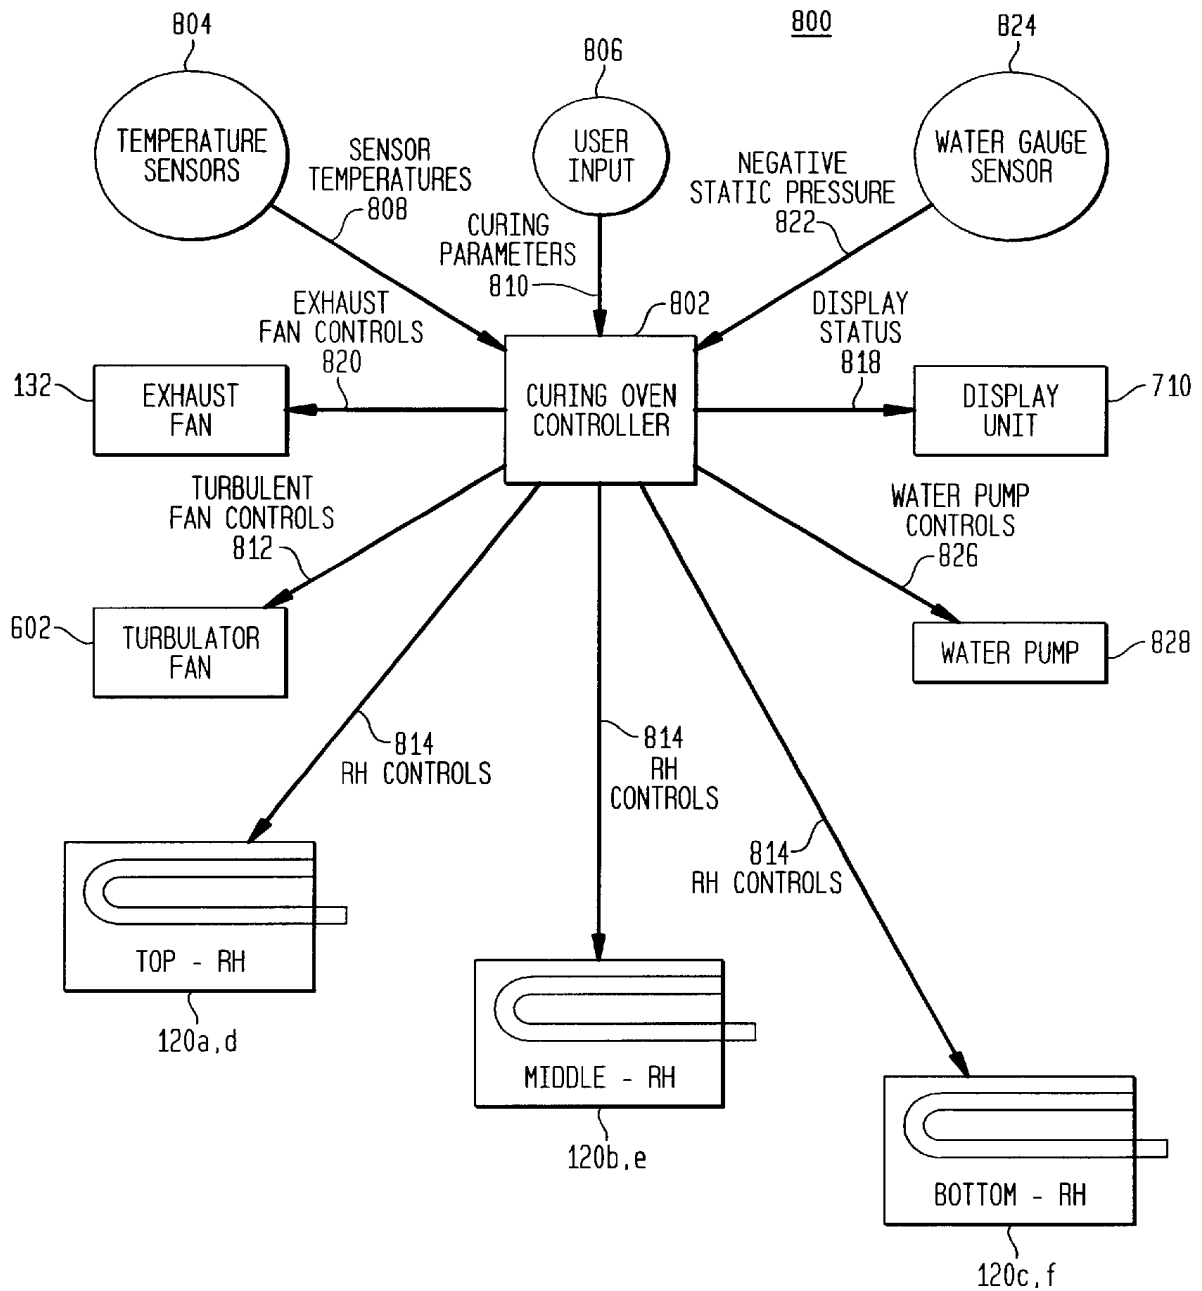 800
804
806
824
TEMPERATURE
SENSORS
USER
INPUT
WATER GAUGE
SENSOR
SENSOR
TEMPERATURES
808
NEGATIVE
STATIC PRESSURE
822
CURING
PARAMETERS
810
EXHAUST
FAN CONTROLS
820
802
DISPLAY
STATUS
818
132
EXHAUST
FAN
CURING OVEN
CONTROLLER
DISPLAY
UNIT
710
TURBULENT
FAN CONTROLS
812
WATER PUMP
CONTROLS
826
602
TURBULATOR
FAN
WATER PUMP
828
814
RH CONTROLS
814
RH
CONTROLS
814
RH CONTROLS
TOP - RH
120a,d
MIDDLE - RH
120b,e
BOTTOM - RH
120c,f